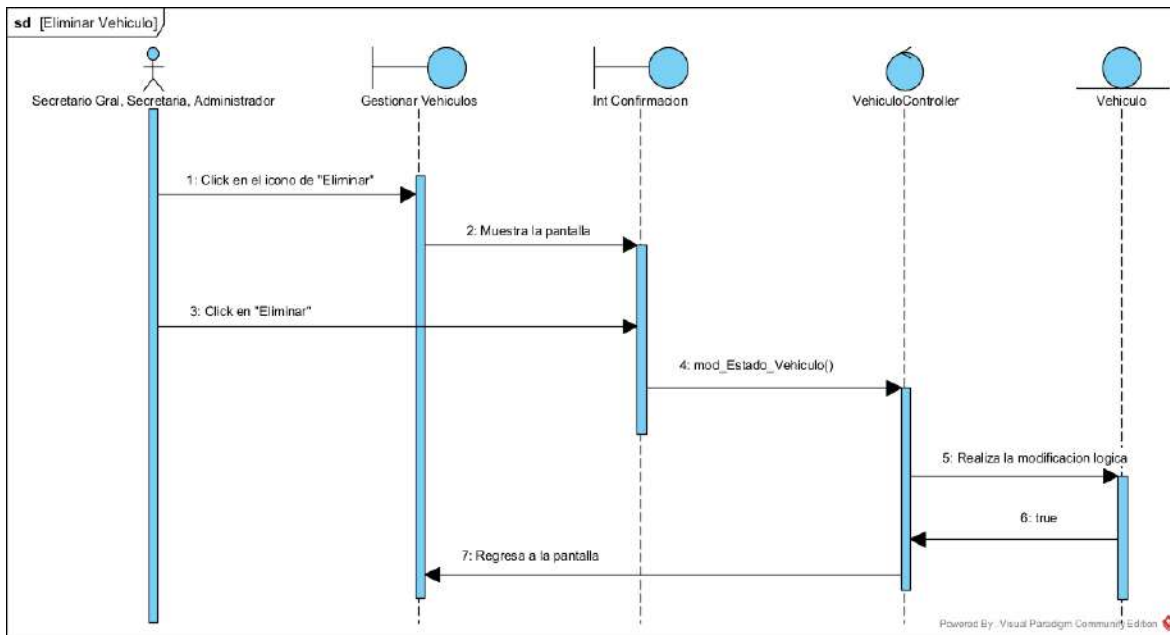 sd [Eliminar Vehiculo]
Secretario Gral, Secretaria, Administrador
Gestionar Vehiculos
Int Confirmacion
VehiculoController
Vehiculo
1: Click en el icono de "Eliminar"
2: Muestra la pantalla
3: Click en "Eliminar"
4: mod_Estado_Vehiculo()
5: Realiza la modificacion logica
6: true
7: Regresa a la pantalla
Powered By : Visual Paradigm Community Edition